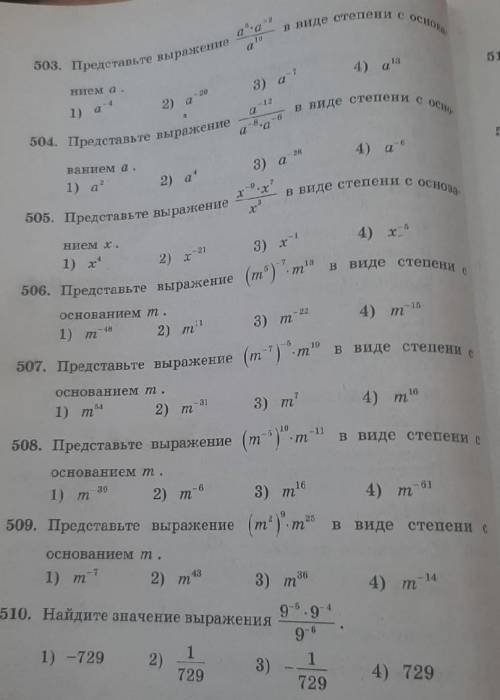 503. Представьте выражение (a⁵·a⁻²)/a¹⁰ в виде степени с основа-
нием a.
1) a⁻⁴ 2) a⁻²⁰ 3) a⁻⁷ 4) a¹³
504. Представьте выражение a⁻¹²/(a⁻⁸·a⁻⁶) в виде степени с осно-
ванием a.
1) a² 2) a⁴ 3) a⁻²⁶ 4) a⁻⁶
505. Представьте выражение (x⁻⁹·x⁷)/x³ в виде степени с основа-
нием x.
1) x⁴ 2) x⁻²¹ 3) x⁻¹ 4) x⁻⁵
506. Представьте выражение (m⁵)⁻⁷·m¹³ в виде степени с
основанием m.
1) m⁻⁴⁸ 2) m¹¹ 3) m⁻²² 4) m⁻¹⁵
507. Представьте выражение (m⁻⁷)⁻⁵·m¹⁹ в виде степени с
основанием m.
1) m⁵⁴ 2) m⁻³¹ 3) m⁷ 4) m¹⁶
508. Представьте выражение (m⁻⁵)¹⁰·m⁻¹¹ в виде степени с
основанием m.
1) m⁻³⁹ 2) m⁻⁶ 3) m¹⁶ 4) m⁻⁶¹
509. Представьте выражение (m²)⁹·m²⁵ в виде степени с
основанием m.
1) m⁻⁷ 2) m⁴³ 3) m³⁶ 4) m⁻¹⁴
510. Найдите значение выражения (9⁻⁵·9⁻⁴)/9⁻⁶.
1) −729 2) 1/729 3) −1/729 4) 729